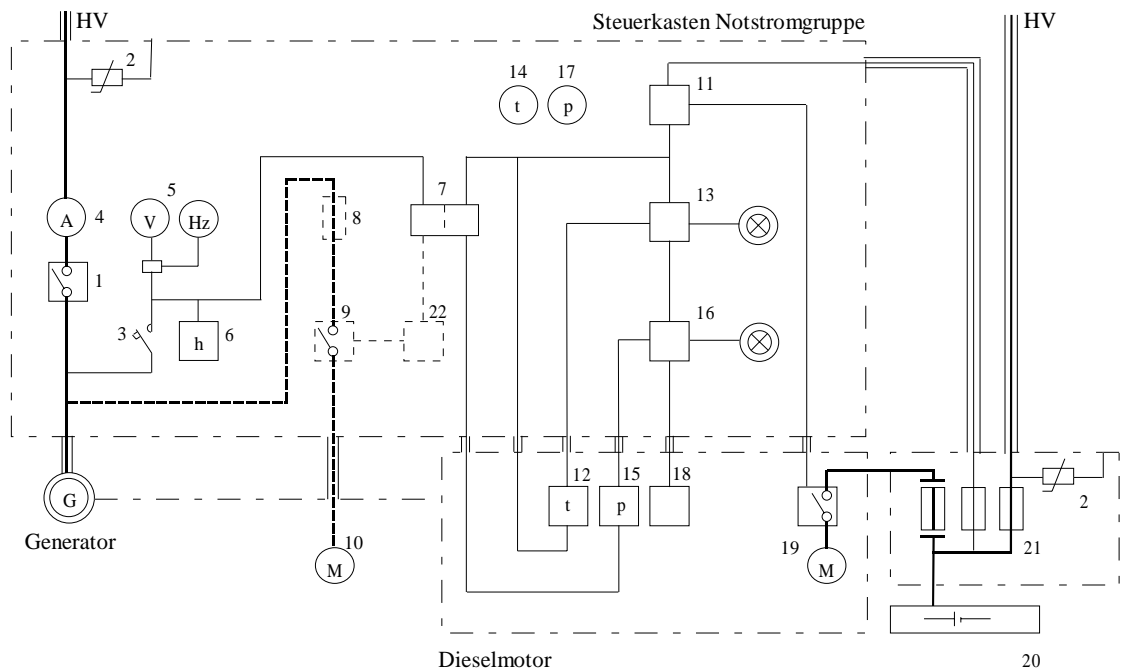 HV
Steuerkasten Notstromgruppe
HV
2
14
17
11
t
p
5
7
13
A
4
V
Hz
8
1
9
22
16
3
h
6
12
15
18
G
t
p
2
Generator
10
19
21
M
M
Dieselmotor
20